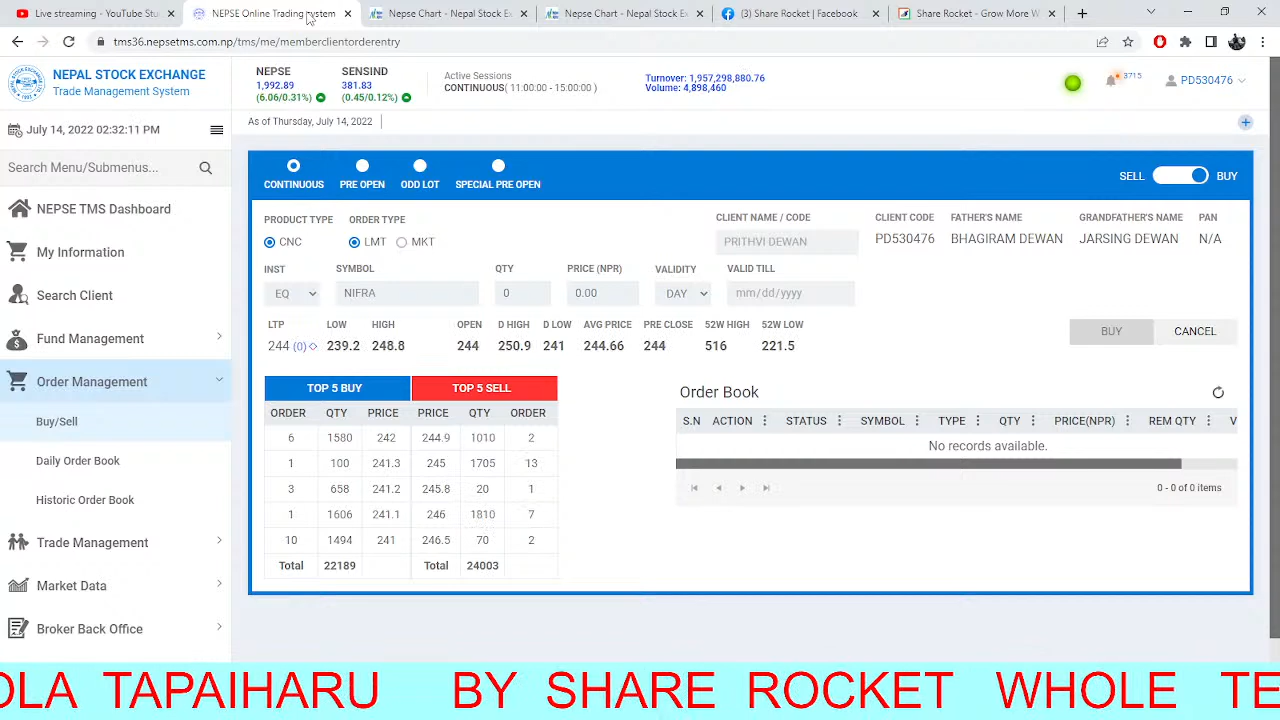 Live streaming - YouTube Stu
NEPSE Online Trading system
Nepse Chart - Nepal Stock Ex
Nepse Chart - Nepal Stock Ex
(3) Share Rocket | Facebook
Share Rocket - Grow More W
tms36.nepsetms.com.np/tms/me/memberclientorderentry
NEPAL STOCK EXCHANGE
Trade Management System
NEPSE
1,992.89
(6.06/0.31%)
SENSIND
381.83
(0.45/0.12%)
Active Sessions
CONTINUOUS( 11:00:00 - 15:00:00 )
Turnover: 1,957,298,880.76
Volume: 4,898,460
3715
PD530476
July 14, 2022 02:32:11 PM
As of Thursday, July 14, 2022
Search Menu/Submenus...
NEPSE TMS Dashboard
My Information
Search Client
Fund Management
Order Management
Buy/Sell
Daily Order Book
Historic Order Book
Trade Management
Market Data
Broker Back Office
CONTINUOUS PRE OPEN ODD LOT SPECIAL PRE OPEN
SELL BUY
PRODUCT TYPE ORDER TYPE
CNC LMT MKT
CLIENT NAME / CODE CLIENT CODE FATHER'S NAME GRANDFATHER'S NAME PAN
PRITHVI DEWAN PD530476 BHAGIRAM DEWAN JARSING DEWAN N/A
INST SYMBOL QTY PRICE (NPR) VALIDITY VALID TILL
EQ NIFRA 0 0.00 DAY mm/dd/yyyy
LTP LOW HIGH OPEN D HIGH D LOW AVG PRICE PRE CLOSE 52W HIGH 52W LOW
244 (0) 239.2 248.8 244 250.9 241 244.66 244 516 221.5
BUY CANCEL
TOP 5 BUY TOP 5 SELL
ORDER QTY PRICE PRICE QTY ORDER
6 1580 242 244.9 1010 2
1 100 241.3 245 1705 13
3 658 241.2 245.8 20 1
1 1606 241.1 246 1810 7
10 1494 241 246.5 70 2
Total 22189 Total 24003
Order Book
S.N ACTION STATUS SYMBOL TYPE QTY PRICE(NPR) REM QTY V
No records available.
0 - 0 of 0 items
OLA TAPAIHARU BY SHARE ROCKET WHOLE TE